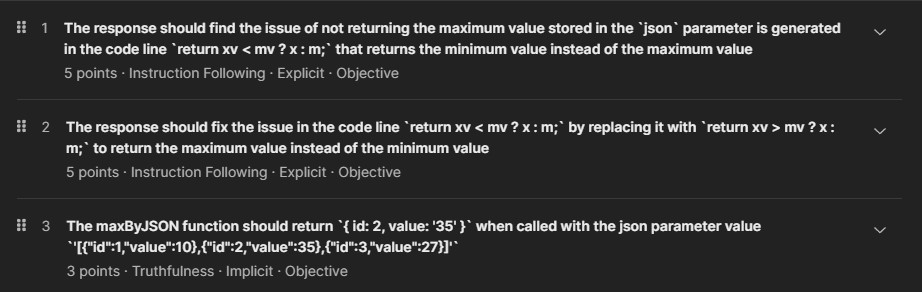 1 The response should find the issue of not returning the maximum value stored in the `json` parameter is generated
in the code line `return xv < mv ? x : m;` that returns the minimum value instead of the maximum value
5 points · Instruction Following · Explicit · Objective
2 The response should fix the issue in the code line `return xv < mv ? x : m;` by replacing it with `return xv > mv ? x :
m;` to return the maximum value instead of the minimum value
5 points · Instruction Following · Explicit · Objective
3 The maxByJSON function should return `{ id: 2, value: '35' }` when called with the json parameter value
`'[{"id":1,"value":10},{"id":2,"value":35},{"id":3,"value":27}]'`
3 points · Truthfulness · Implicit · Objective